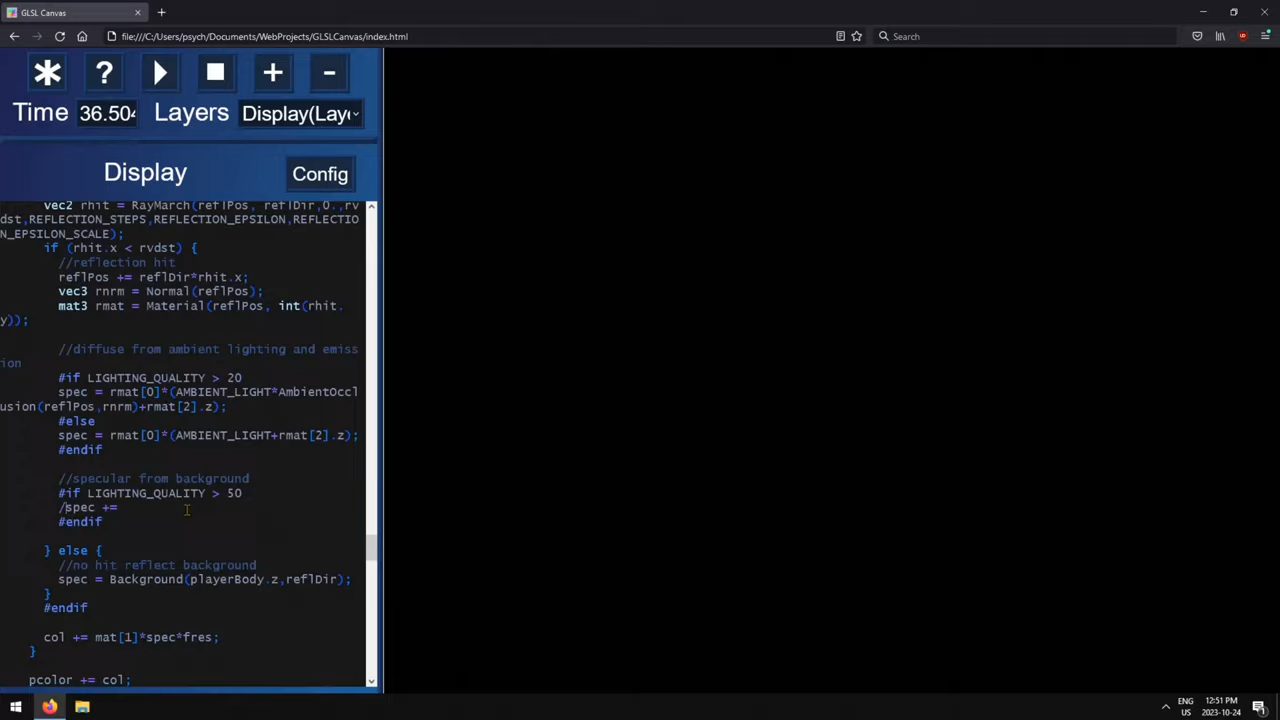 GLSL Canvas
file:///C:/Users/psych/Documents/WebProjects/GLSLCanvas/index.html
Search
* ? + -
Time 36.504 Layers Display(Laye
Display Config
vec2 rhit = RayMarch(reflPos, reflDir,0.,rv
dst,REFLECTION_STEPS,REFLECTION_EPSILON,REFLECTIO
N_EPSILON_SCALE);
if (rhit.x < rvdst) {
//reflection hit
reflPos += reflDir*rhit.x;
vec3 rnrm = Normal(reflPos);
mat3 rmat = Material(reflPos, int(rhit.
y));
//diffuse from ambient lighting and emiss
ion
#if LIGHTING_QUALITY > 20
spec = rmat[0]*(AMBIENT_LIGHT*AmbientOccl
usion(reflPos,rnrm)+rmat[2].z);
#else
spec = rmat[0]*(AMBIENT_LIGHT+rmat[2].z);
#endif
//specular from background
#if LIGHTING_QUALITY > 50
/spec +=
#endif
} else {
//no hit reflect background
spec = Background(playerBody.z,reflDir);
}
#endif
col += mat[1]*spec*fres;
}
pcolor += col;
ENG
US
12:51 PM
2023-10-24
1